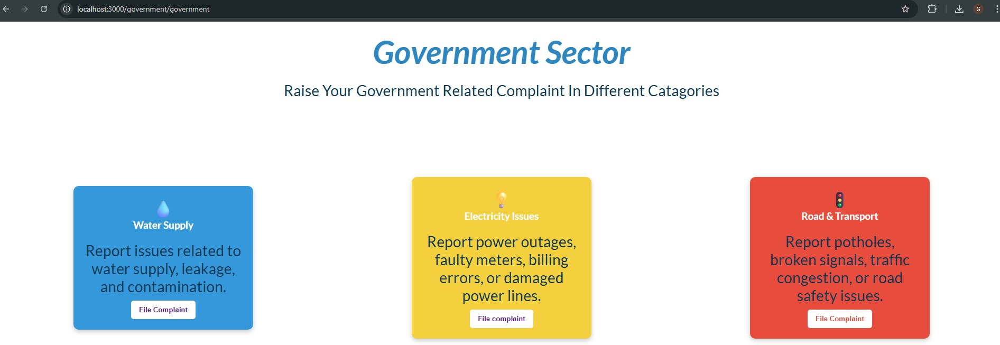 localhost:3000/government/government
G
Government Sector
Raise Your Government Related Complaint In Different Catagories
Water Supply
Report issues related to
water supply, leakage,
and contamination.
File Complaint
Electricity Issues
Report power outages,
faulty meters, billing
errors, or damaged
power lines.
File complaint
Road & Transport
Report potholes,
broken signals, traffic
congestion, or road
safety issues.
File Complaint